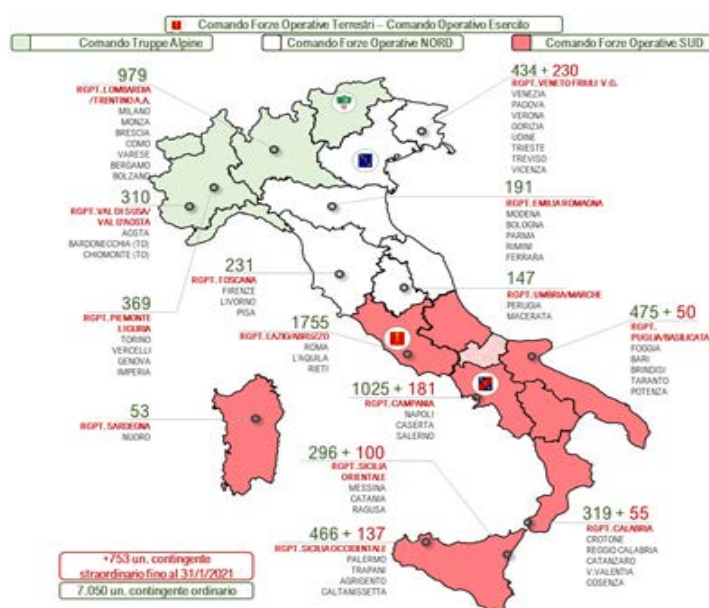 Comando Forze Operative Terrestri – Comando Operativo Esercito
Comando Truppe Alpine
Comando Forze Operative NORD
Comando Forze Operative SUD
979
RGPT. LOMBARDIA
/TRENTINO A.A.
MILANO
MONZA
BRESCIA
COMO
VARESE
BERGAMO
BOLZANO
434 + 230
RGPT. VENETO FRIULI V.G.
VENEZIA
PADOVA
VERONA
GORIZIA
UDINE
TRIESTE
TREVISO
VICENZA
310
RGPT. VAL DI SUSA/
VAL D'AOSTA
AOSTA
BARDONECCHIA (TO)
CHIOMONTE (TO)
191
RGPT. EMILIA ROMAGNA
MODENA
BOLOGNA
PARMA
RIMINI
FERRARA
231
RGPT. TOSCANA
FIRENZE
LIVORNO
PISA
147
RGPT. UMBRIA/MARCHE
PERUGIA
MACERATA
369
RGPT. PIEMONTE
LIGURIA
TORINO
VERCELLI
GENOVA
IMPERIA
1755
RGPT. LAZIO/ABRUZZO
ROMA
L'AQUILA
RIETI
475 + 50
RGPT.
PUGLIA/BASILICATA
FOGGIA
BARI
BRINDISI
TARANTO
POTENZA
1025 + 181
RGPT. CAMPANIA
NAPOLI
CASERTA
SALERNO
53
RGPT. SARDEGNA
NUORO
296 + 100
RGPT. SICILIA
ORIENTALE
MESSINA
CATANIA
RAGUSA
319 + 55
RGPT. CALABRIA
CROTONE
REGGIO CALABRIA
CATANZARO
V.VALENTIA
COSENZA
466 + 137
RGPT. SICILIA OCCIDENTALE
PALERMO
TRAPANI
AGRIGENTO
CALTANISSETTA
+753 un. contingente
straordinario fino al 31/1/2021
7.050 un. contingente ordinario